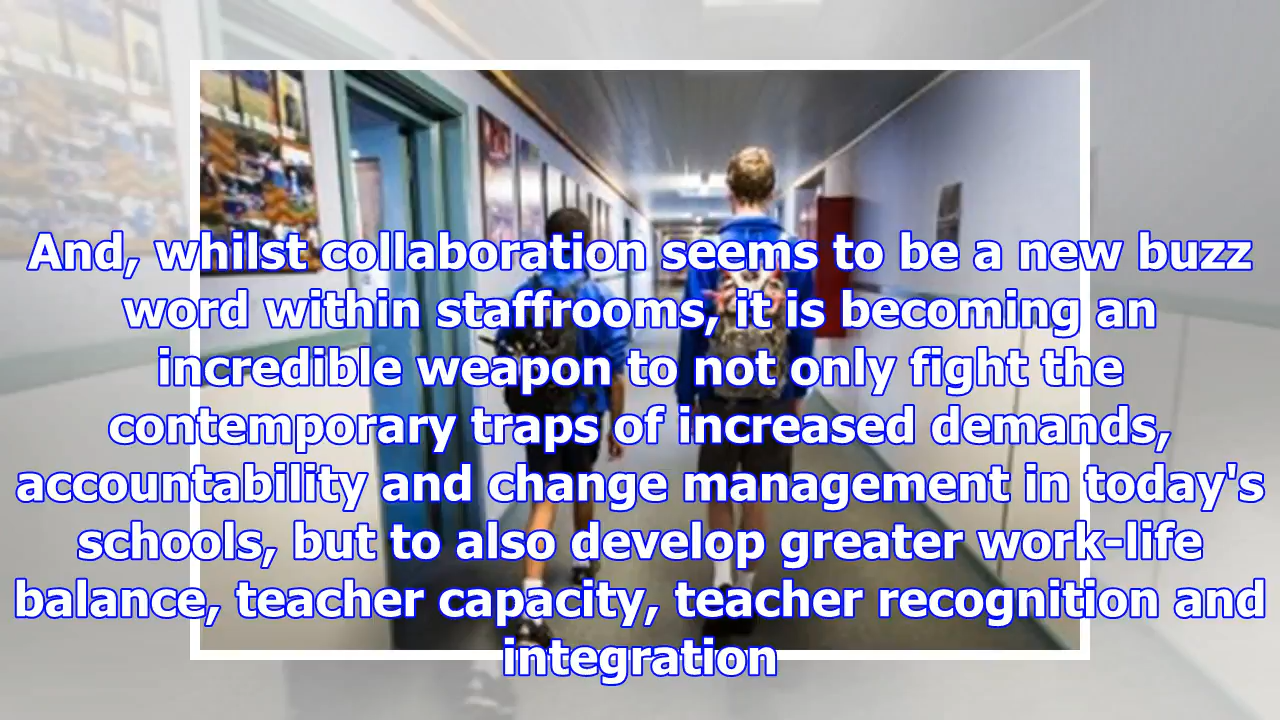 And, whilst collaboration seems to be a new buzz
word within staffrooms, it is becoming an
incredible weapon to not only fight the
contemporary traps of increased demands,
accountability and change management in today's
schools, but to also develop greater work-life
balance, teacher capacity, teacher recognition and
integration